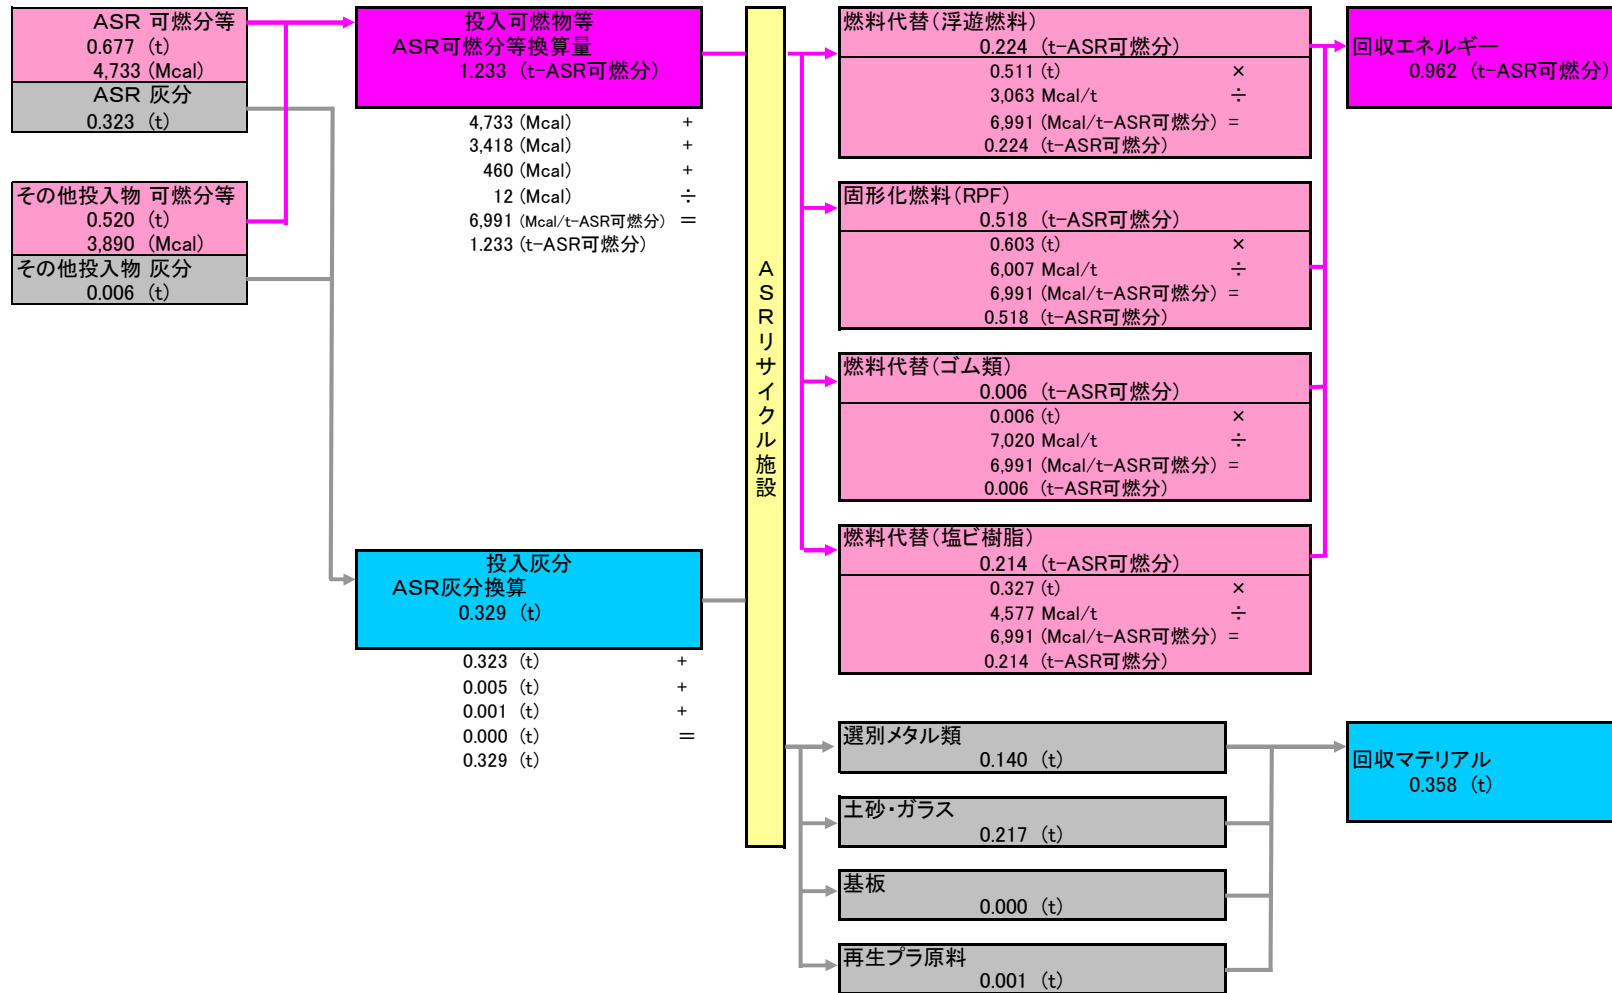 ASR 可燃分等
0.677 (t)
4,733 (Mcal)
ASR 灰分
0.323 (t)
その他投入物 可燃分等
0.520 (t)
3,890 (Mcal)
その他投入物 灰分
0.006 (t)
投入可燃物等
ASR可燃分等換算量
1.233 (t-ASR可燃分)
4,733 (Mcal) +
3,418 (Mcal) +
460 (Mcal) +
12 (Mcal) ÷
6,991 (Mcal/t-ASR可燃分) =
1.233 (t-ASR可燃分)
投入灰分
ASR灰分換算
0.329 (t)
0.323 (t) +
0.005 (t) +
0.001 (t) +
0.000 (t) =
0.329 (t)
ASRリサイクル施設
燃料代替(浮遊燃料)
0.224 (t-ASR可燃分)
0.511 (t) ×
3,063 Mcal/t ÷
6,991 (Mcal/t-ASR可燃分) =
0.224 (t-ASR可燃分)
固形化燃料(RPF)
0.518 (t-ASR可燃分)
0.603 (t) ×
6,007 Mcal/t ÷
6,991 (Mcal/t-ASR可燃分) =
0.518 (t-ASR可燃分)
燃料代替(ゴム類)
0.006 (t-ASR可燃分)
0.006 (t) ×
7,020 Mcal/t ÷
6,991 (Mcal/t-ASR可燃分) =
0.006 (t-ASR可燃分)
燃料代替(塩ビ樹脂)
0.214 (t-ASR可燃分)
0.327 (t) ×
4,577 Mcal/t ÷
6,991 (Mcal/t-ASR可燃分) =
0.214 (t-ASR可燃分)
選別メタル類
0.140 (t)
土砂・ガラス
0.217 (t)
基板
0.000 (t)
再生プラ原料
0.001 (t)
回収エネルギー
0.962 (t-ASR可燃分)
回収マテリアル
0.358 (t)